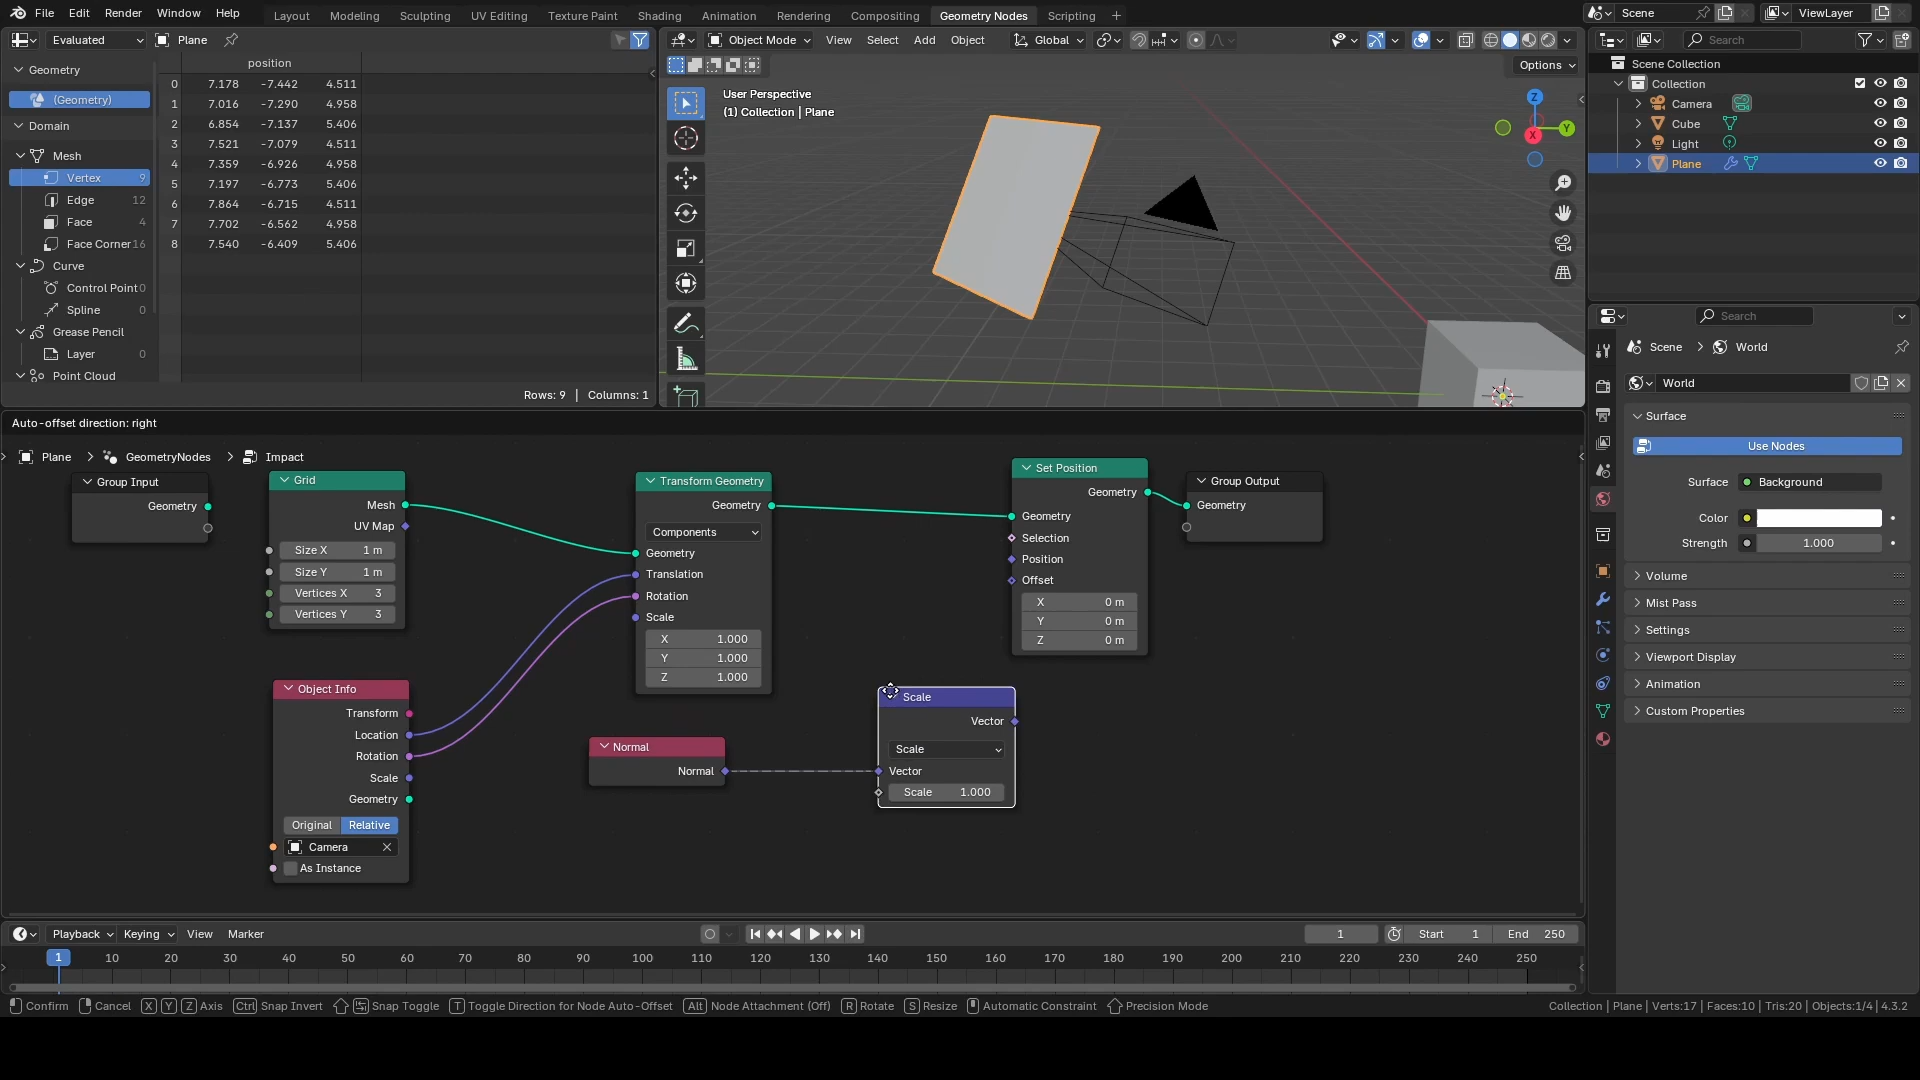 File Edit Render Window Help Layout Modeling Sculpting UV Editing Texture Paint Shading Animation Rendering Compositing Geometry Nodes Scripting + Scene ViewLayer
Evaluated Plane
Object Mode View Select Add Object Global
Search
Options
Geometry
(Geometry)
Domain
Mesh
Vertex 9
Edge 12
Face 4
Face Corner 16
Curve
Control Point 0
Spline 0
Grease Pencil
Layer 0
Point Cloud
position
0 7.178 -7.442 4.511
1 7.016 -7.290 4.958
2 6.854 -7.137 5.406
3 7.521 -7.079 4.511
4 7.359 -6.926 4.958
5 7.197 -6.773 5.406
6 7.864 -6.715 4.511
7 7.702 -6.562 4.958
8 7.540 -6.409 5.406
Rows: 9 | Columns: 1
User Perspective
(1) Collection | Plane
Z
Y
X
Scene Collection
Collection
Camera
Cube
Light
Plane
Search
Scene > World
World
Surface
Use Nodes
Surface Background
Color
Strength 1.000
Volume
Mist Pass
Settings
Viewport Display
Animation
Custom Properties
Auto-offset direction: right
Plane > GeometryNodes > Impact
Group Input
Geometry
Grid
Mesh
UV Map
Size X 1 m
Size Y 1 m
Vertices X 3
Vertices Y 3
Object Info
Transform
Location
Rotation
Scale
Geometry
Original Relative
Camera
As Instance
Transform Geometry
Geometry
Components
Geometry
Translation
Rotation
Scale
X 1.000
Y 1.000
Z 1.000
Normal
Normal
Scale
Vector
Scale
Vector
Scale 1.000
Set Position
Geometry
Geometry
Selection
Position
Offset
X 0 m
Y 0 m
Z 0 m
Group Output
Geometry
Playback Keying View Marker 1 Start 1 End 250
1 10 20 30 40 50 60 70 80 90 100 110 120 130 140 150 160 170 180 190 200 210 220 230 240 250
Confirm Cancel X Y Z Axis Ctrl Snap Invert Snap Toggle T Toggle Direction for Node Auto-Offset Alt Node Attachment (Off) R Rotate S Resize Automatic Constraint Precision Mode Collection | Plane | Verts:17 | Faces:10 | Tris:20 | Objects:1/4 | 4.3.2